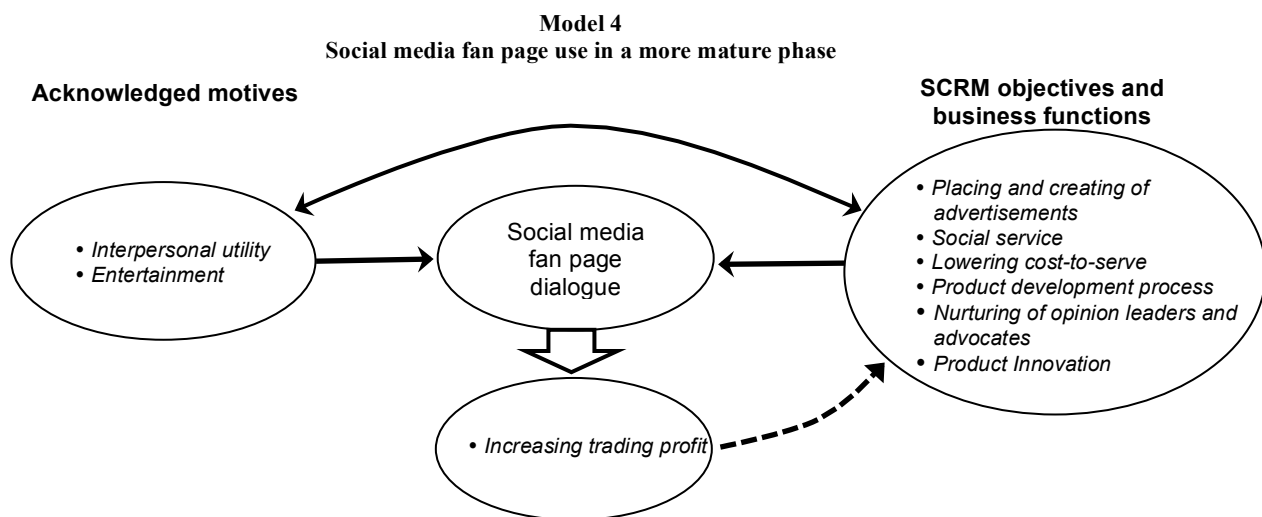 Model 4
Social media fan page use in a more mature phase
Acknowledged motives
SCRM objectives and
business functions
• Interpersonal utility
• Entertainment
Social media
fan page
dialogue
• Placing and creating of
advertisements
• Social service
• Lowering cost-to-serve
• Product development process
• Nurturing of opinion leaders and
advocates
• Product Innovation
• Increasing trading profit